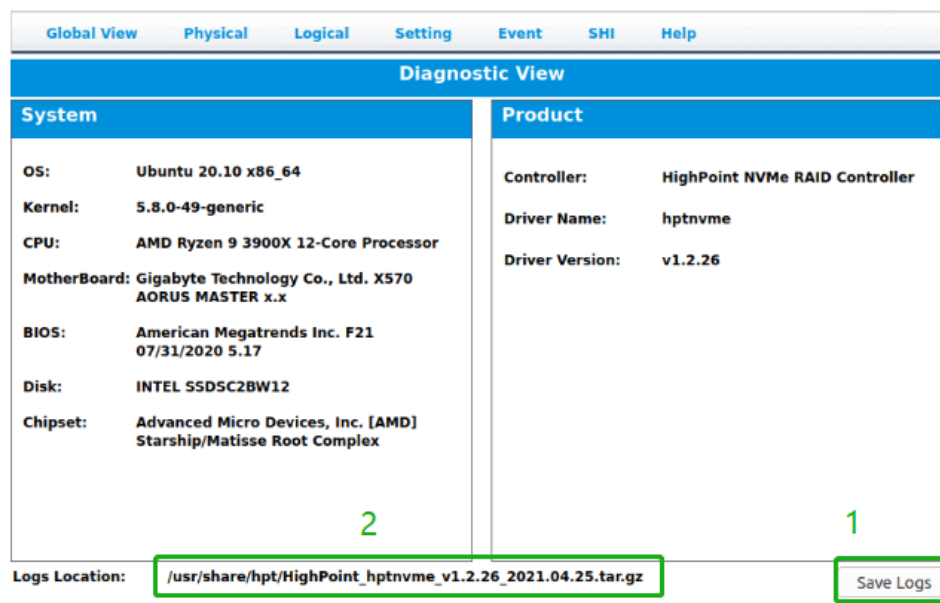 Global View Physical Logical Setting Event SHI Help
Diagnostic View
System
OS: Ubuntu 20.10 x86_64
Kernel: 5.8.0-49-generic
CPU: AMD Ryzen 9 3900X 12-Core Processor
MotherBoard: Gigabyte Technology Co., Ltd. X570
AORUS MASTER x.x
BIOS: American Megatrends Inc. F21
07/31/2020 5.17
Disk: INTEL SSDSC2BW12
Chipset: Advanced Micro Devices, Inc. [AMD]
Starship/Matisse Root Complex
Product
Controller: HighPoint NVMe RAID Controller
Driver Name: hptnvme
Driver Version: v1.2.26
2
1
Logs Location: /usr/share/hpt/HighPoint_hptnvme_v1.2.26_2021.04.25.tar.gz
Save Logs